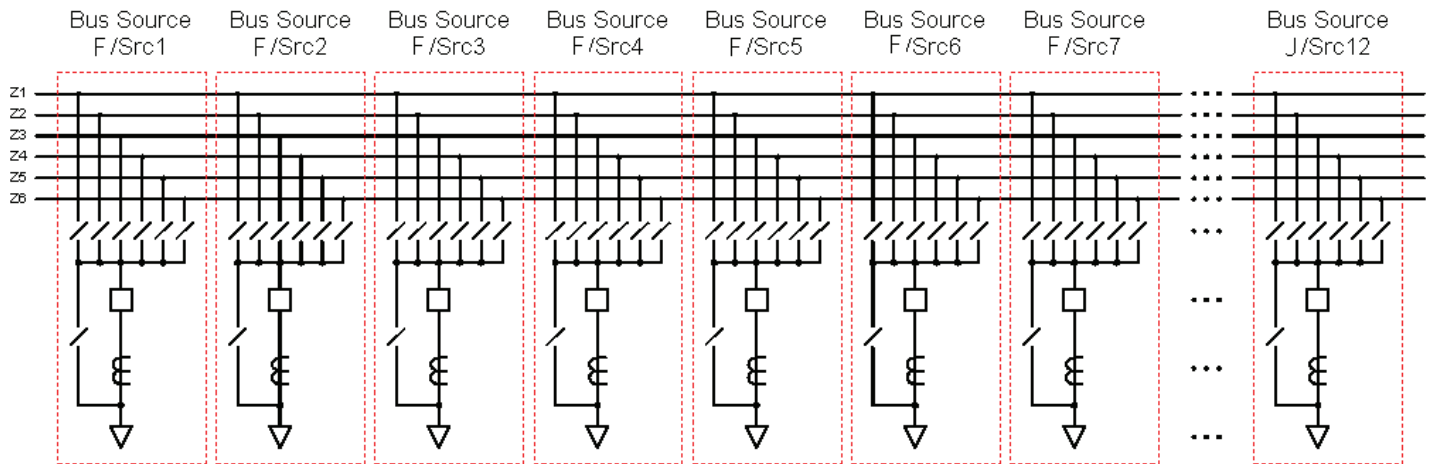 Bus Source
F/Src1
Bus Source
F/Src2
Bus Source
F/Src3
Bus Source
F/Src4
Bus Source
F/Src5
Bus Source
F/Src6
Bus Source
F/Src7
Bus Source
J/Src12
Z1
Z2
Z3
Z4
Z5
Z6